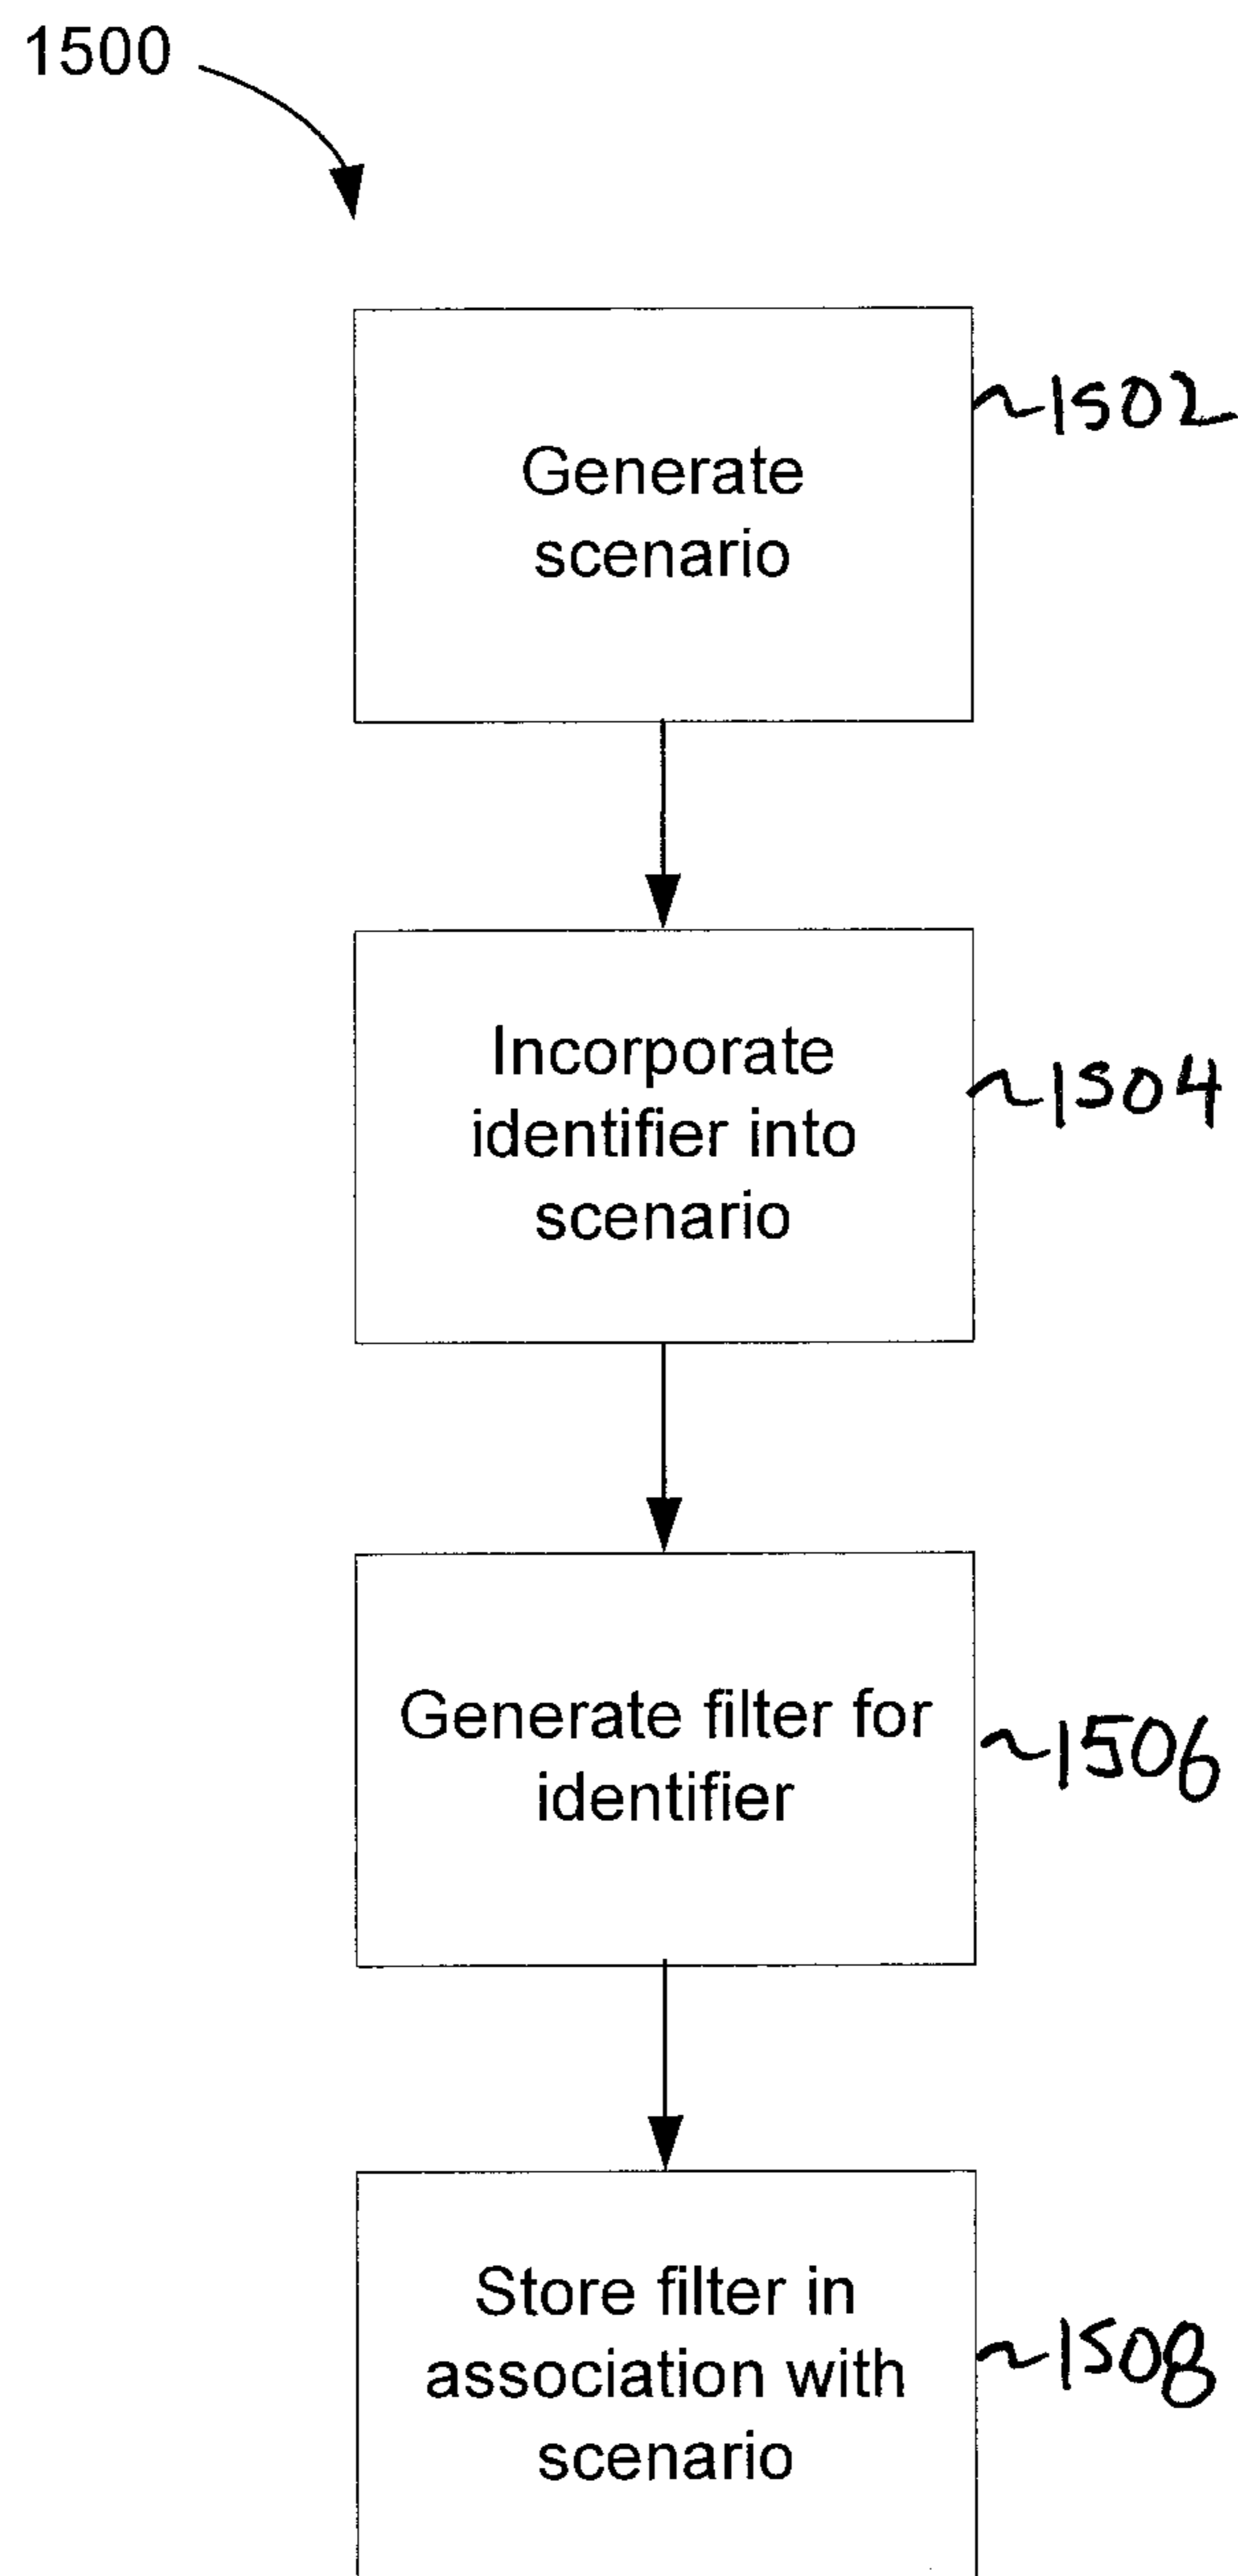 1500
Generate
scenario
~1502
Incorporate
identifier into
scenario
~1504
Generate filter for
identifier
~1506
Store filter in
association with
scenario
~1508